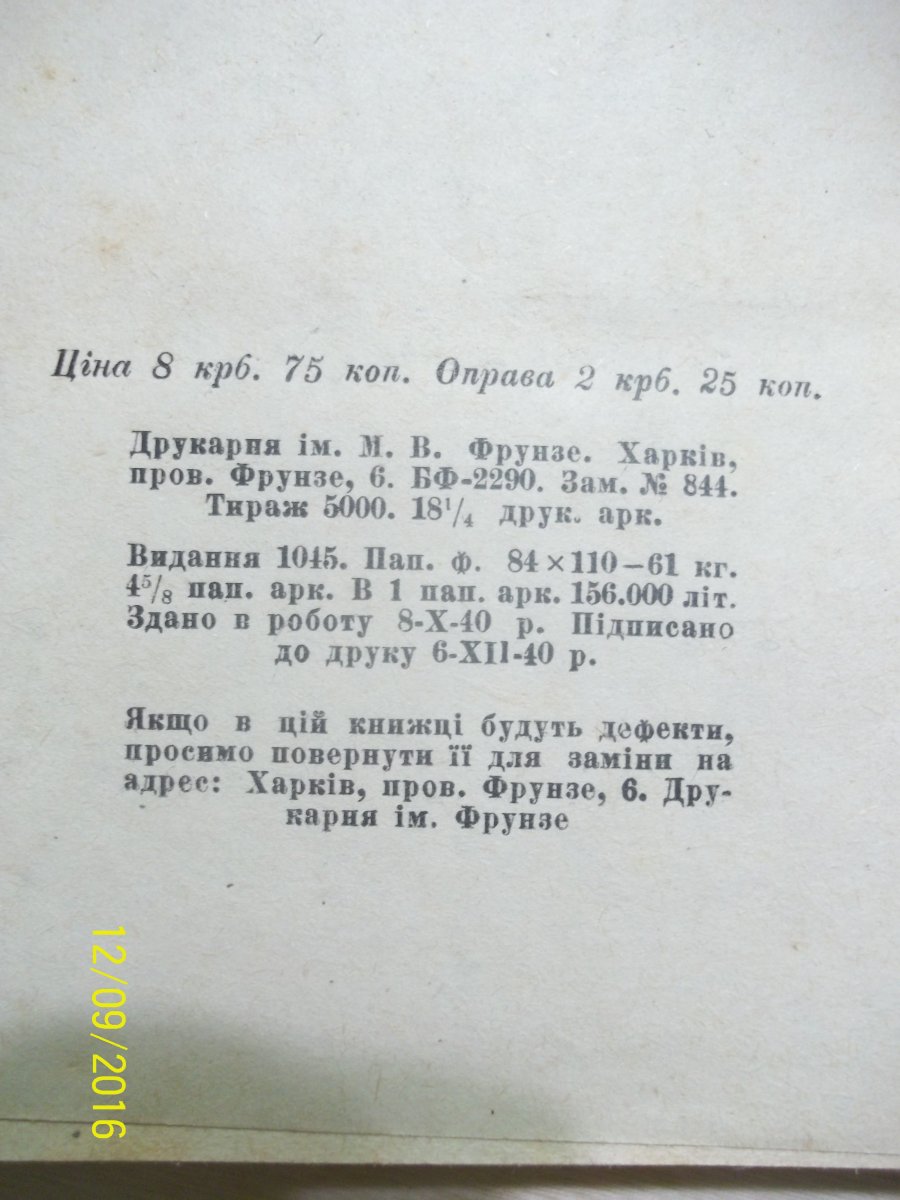 Ціна 8 крб. 75 коп. Оправа 2 крб. 25 коп.
Друкарня ім. М. В. Фрунзе. Харків,
пров. Фрунзе, 6. БФ-2290. Зам. № 844.
Тираж 5000. 18¹/₄ друк. арк.
Видання 1045. Пап. ф. 84×110—61 кг.
4⁵/₈ пап. арк. В 1 пап. арк. 156.000 літ.
Здано в роботу 8-X-40 р. Підписано
до друку 6-XII-40 р.
Якщо в цій книжці будуть дефекти,
просимо повернути її для заміни на
адрес: Харків, пров. Фрунзе, 6. Дру-
карня ім. Фрунзе
12/09/2016